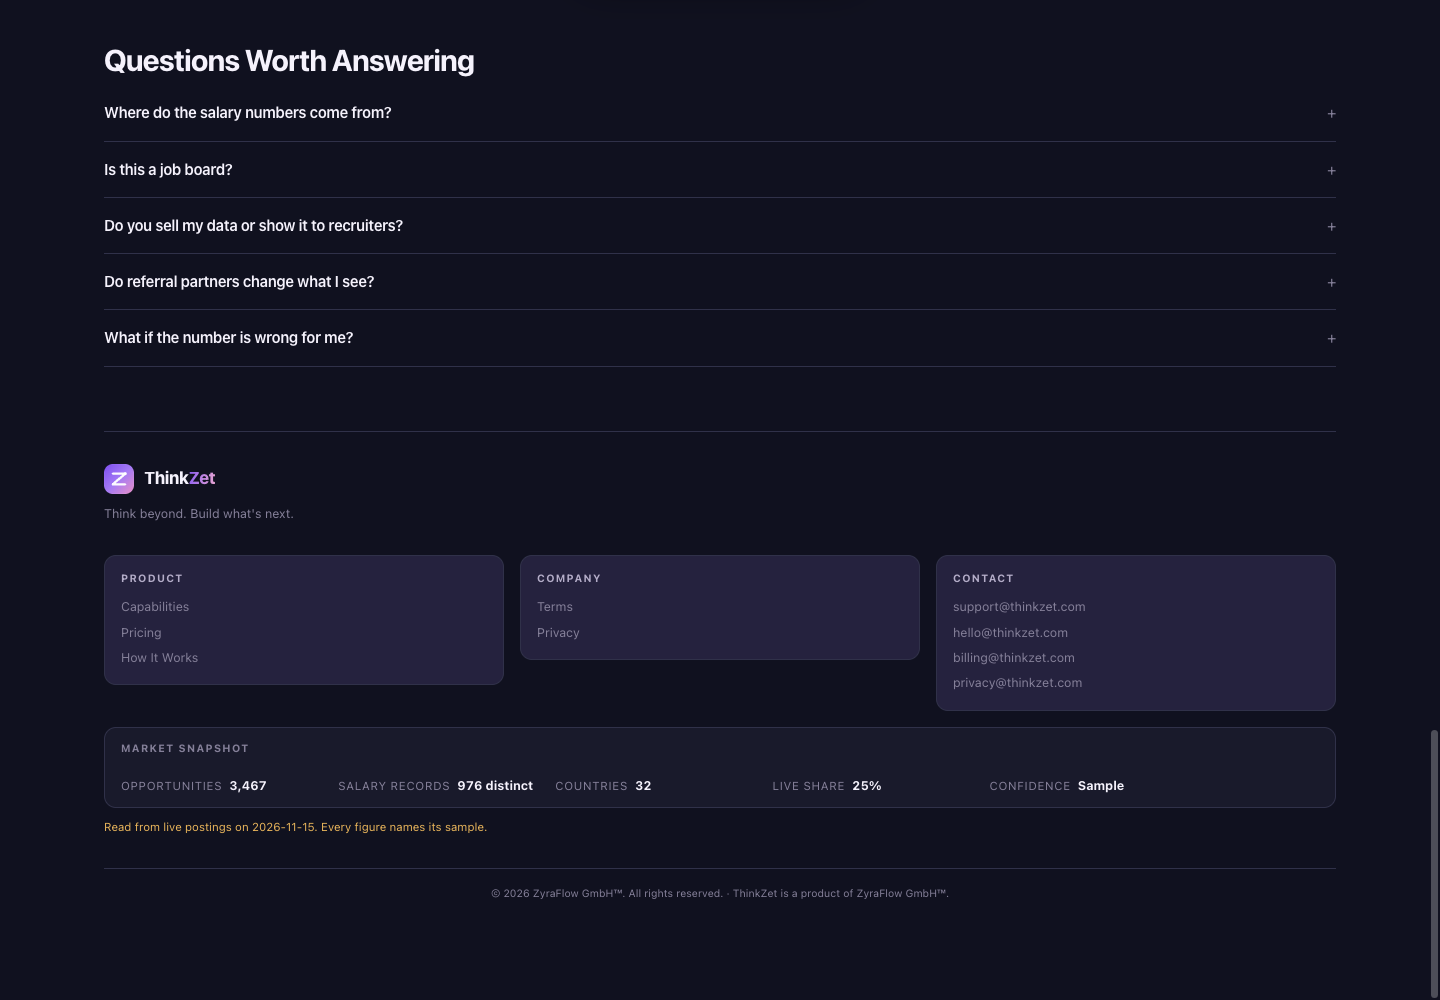 Questions Worth Answering
Where do the salary numbers come from? +
Is this a job board? +
Do you sell my data or show it to recruiters? +
Do referral partners change what I see? +
What if the number is wrong for me? +
Z ThinkZet
Think beyond. Build what's next.
PRODUCT
Capabilities
Pricing
How It Works
COMPANY
Terms
Privacy
CONTACT
support@thinkzet.com
hello@thinkzet.com
billing@thinkzet.com
privacy@thinkzet.com
MARKET SNAPSHOT
OPPORTUNITIES 3,467 SALARY RECORDS 976 distinct COUNTRIES 32 LIVE SHARE 25% CONFIDENCE Sample
Read from live postings on 2026-11-15. Every figure names its sample.
© 2026 ZyraFlow GmbH™. All rights reserved. · ThinkZet is a product of ZyraFlow GmbH™.